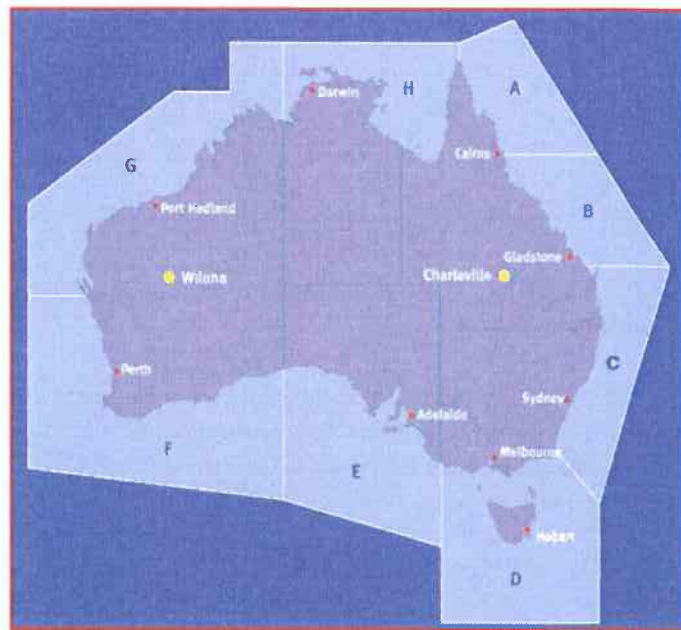 H
A
Darwin
Cairns
G
Port Hedland
B
Gladstone
Wiluna
Charleville
Perth
C
Sydney
Adelaide
F
Melbourne
E
Hobart
D